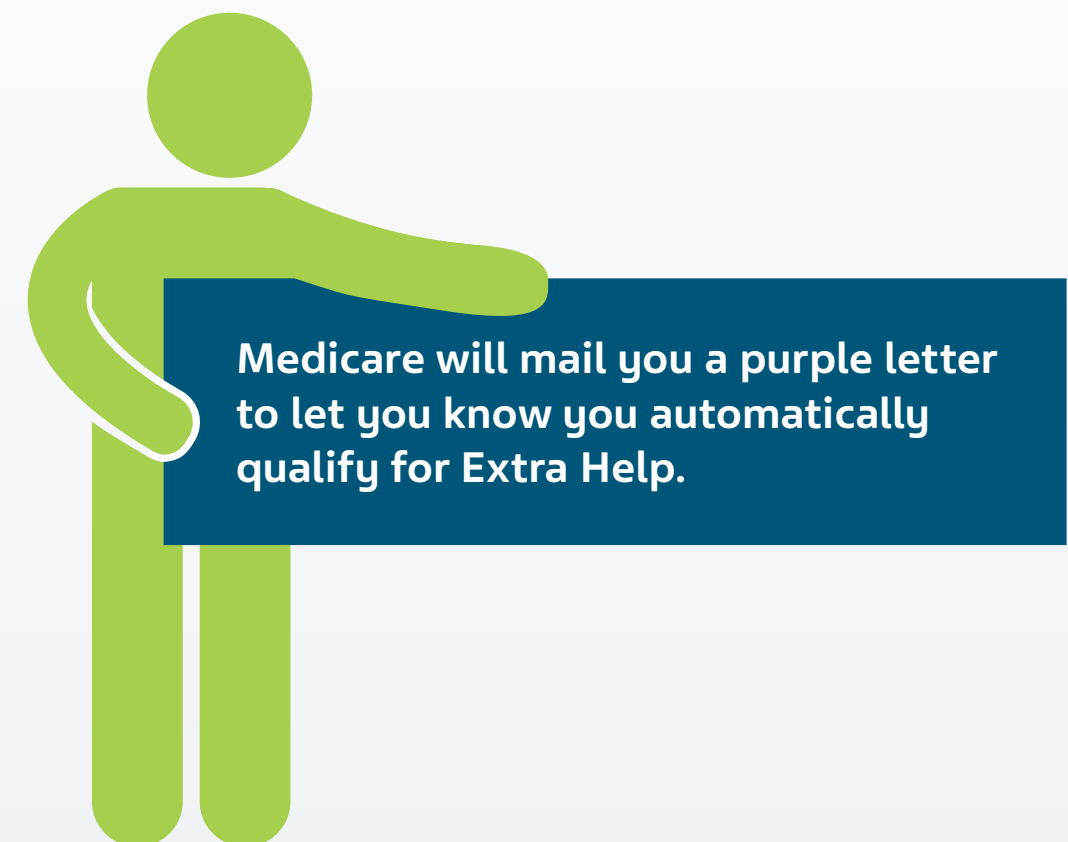 Medicare will mail you a purple letter
to let you know you automatically
qualify for Extra Help.